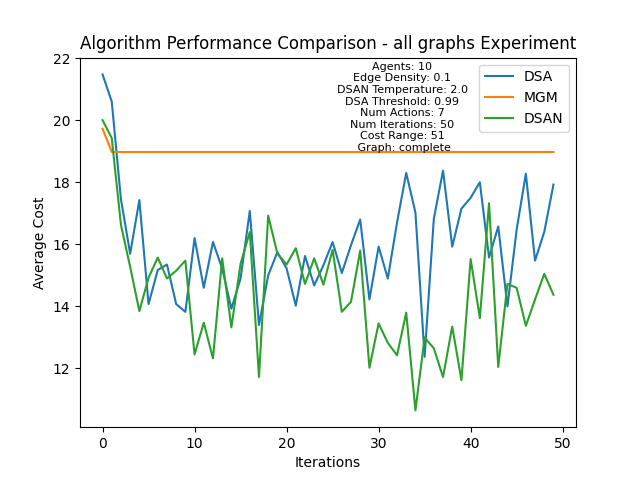 Algorithm Performance Comparison - all graphs Experiment
22
20
18
16
14
12
Average Cost
Agents: 10
Edge Density: 0.1
DSAN Temperature: 2.0
DSA Threshold: 0.99
Num Actions: 7
Num Iterations: 50
Cost Range: 51
Graph: complete
DSA
MGM
DSAN
0 10 20 30 40 50
Iterations